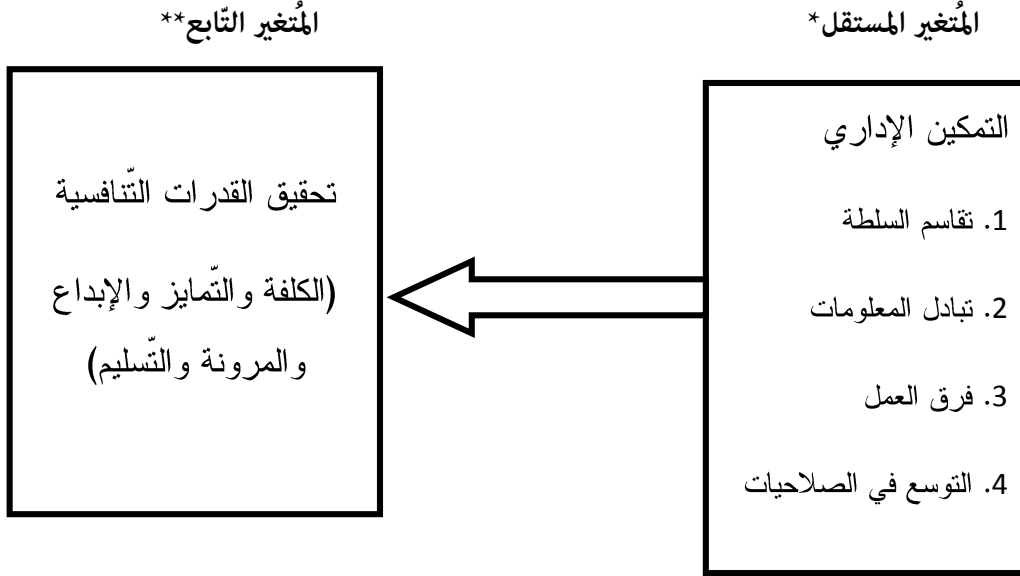 المُتغير المستقل*
التمكين الإداري
1. تقاسم السلطة
2. تبادل المعلومات
3. فرق العمل
4. التوسع في الصلاحيات
المُتغير التّابع**
تحقيق القدرات التّنافسية
(الكلفة والتّمايز والإبداع
والمرونة والتّسليم)